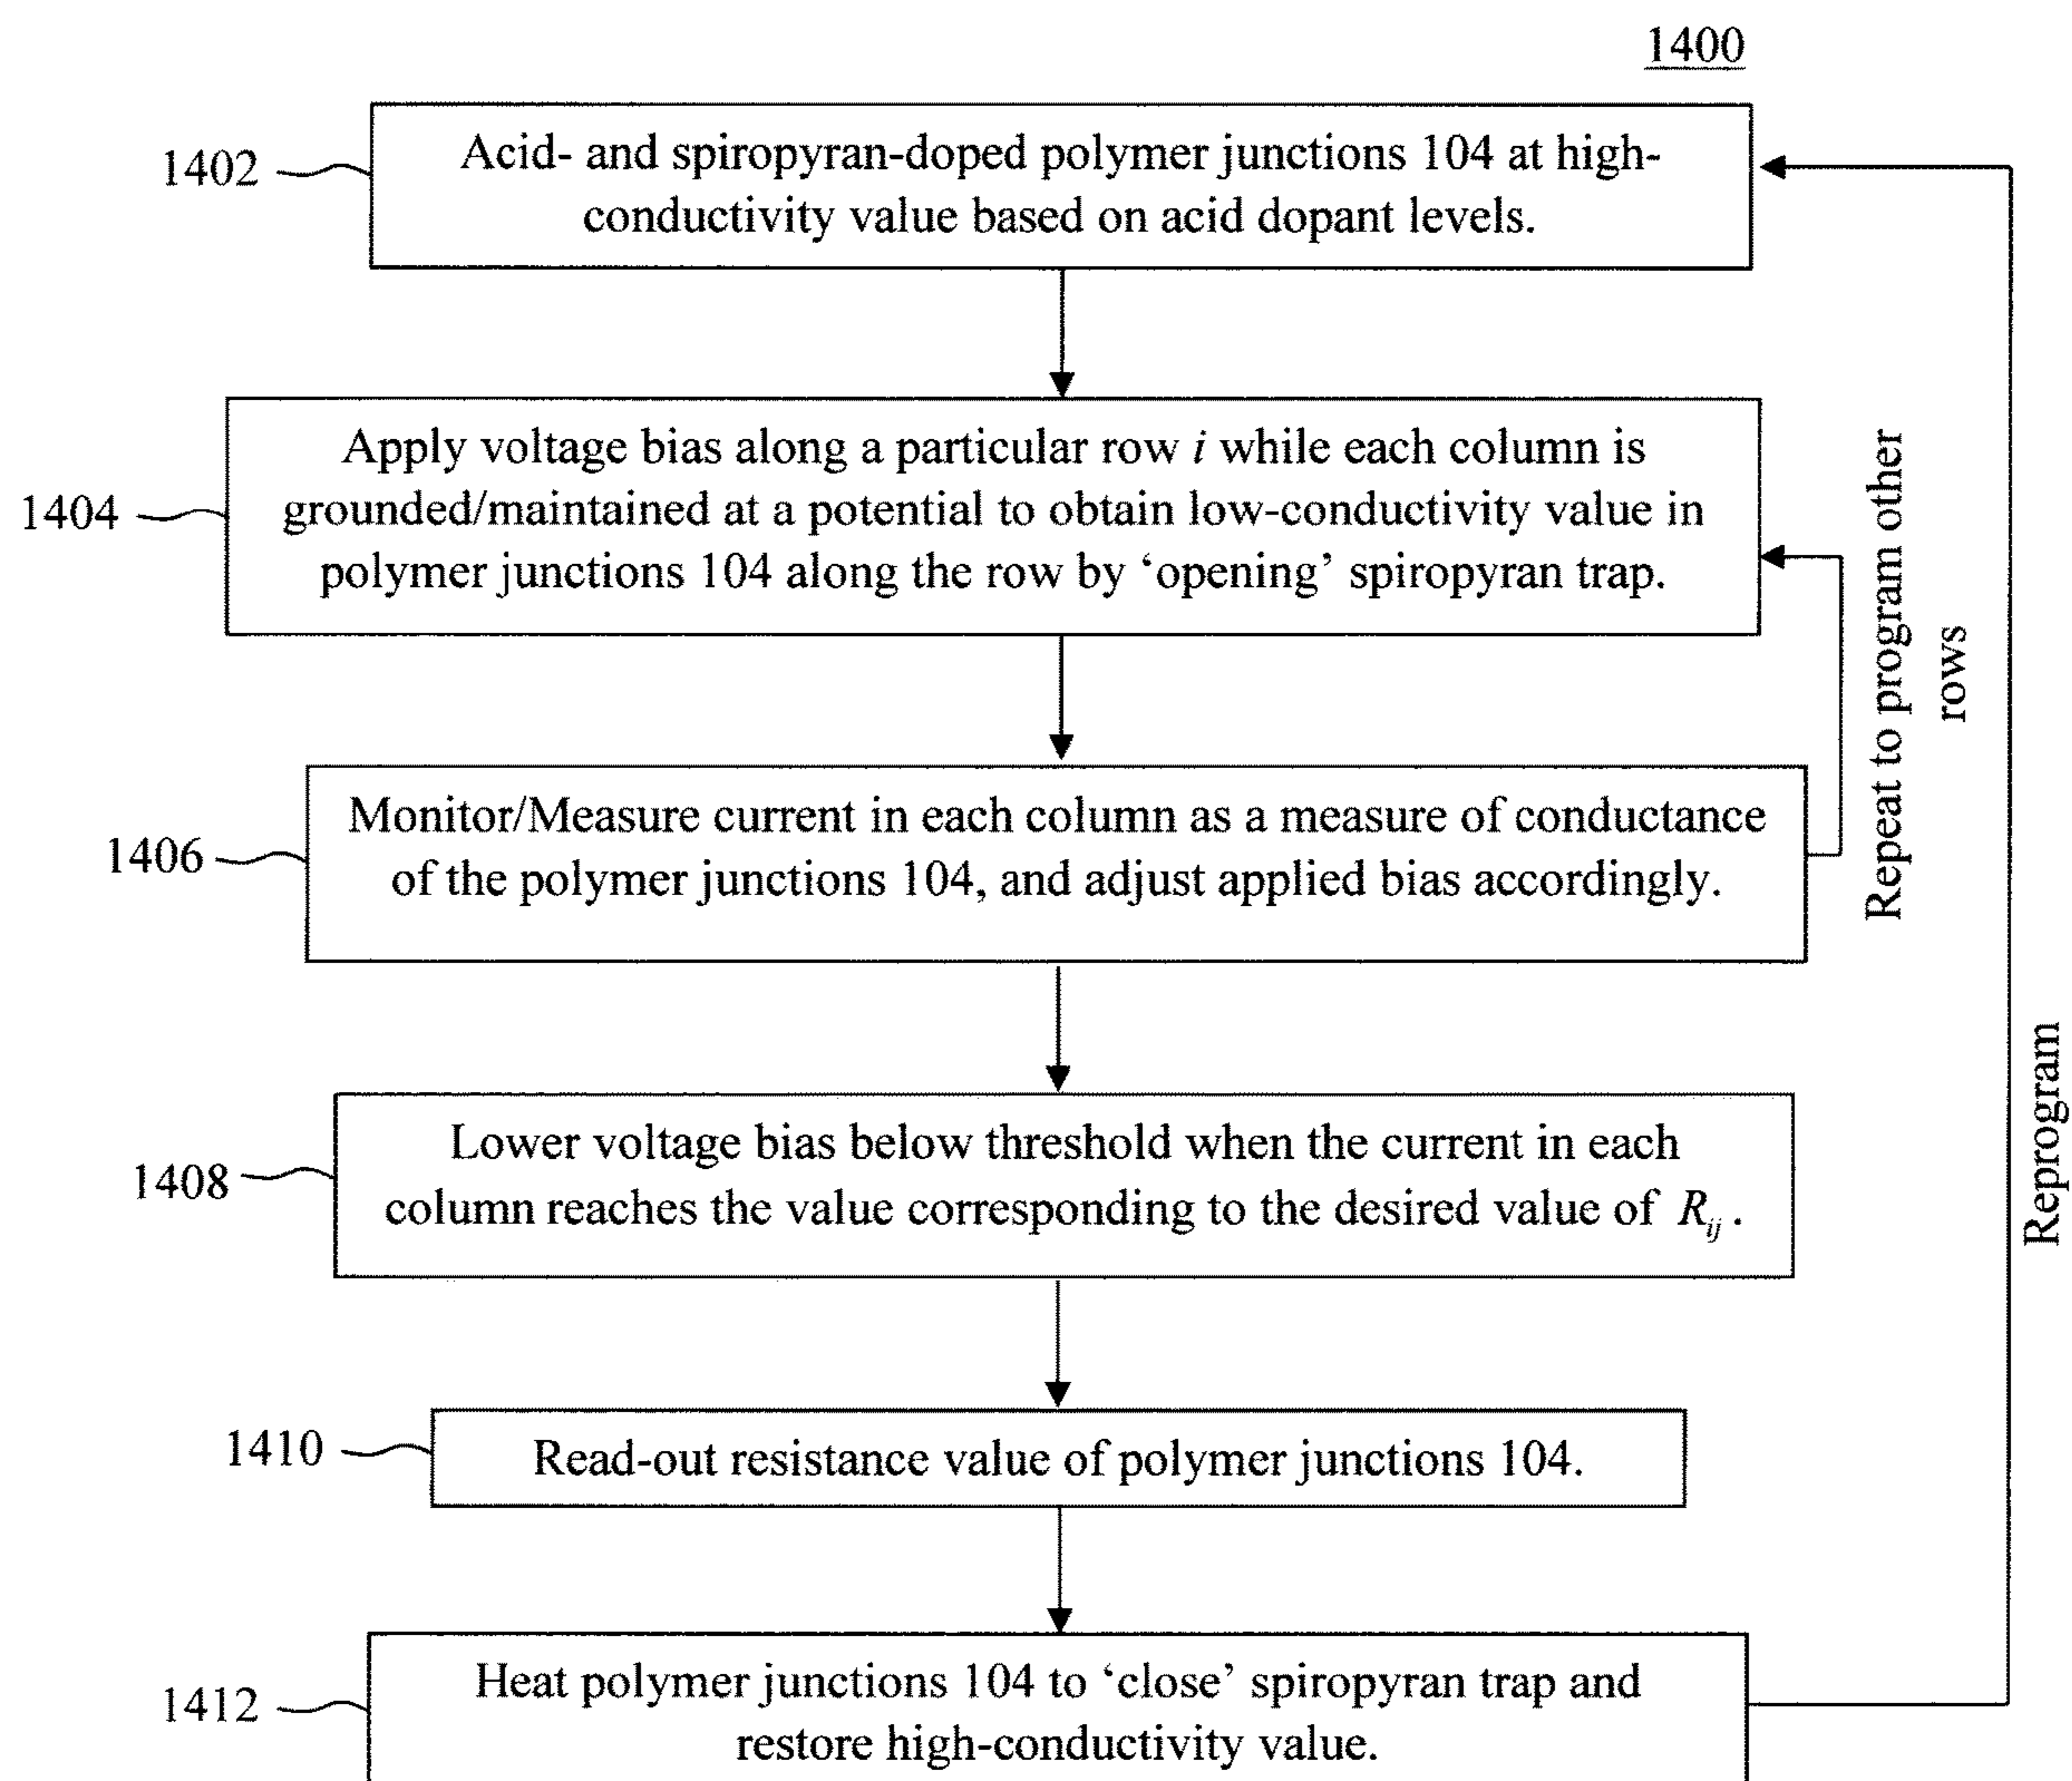 1400
1402
Acid- and spiropyran-doped polymer junctions 104 at high-
conductivity value based on acid dopant levels.
1404
Apply voltage bias along a particular row i while each column is
grounded/maintained at a potential to obtain low-conductivity value in
polymer junctions 104 along the row by ‘opening’ spiropyran trap.
Repeat to program other
rows
1406
Monitor/Measure current in each column as a measure of conductance
of the polymer junctions 104, and adjust applied bias accordingly.
1408
Lower voltage bias below threshold when the current in each
column reaches the value corresponding to the desired value of Rij .
Reprogram
1410
Read-out resistance value of polymer junctions 104.
1412
Heat polymer junctions 104 to ‘close’ spiropyran trap and
restore high-conductivity value.